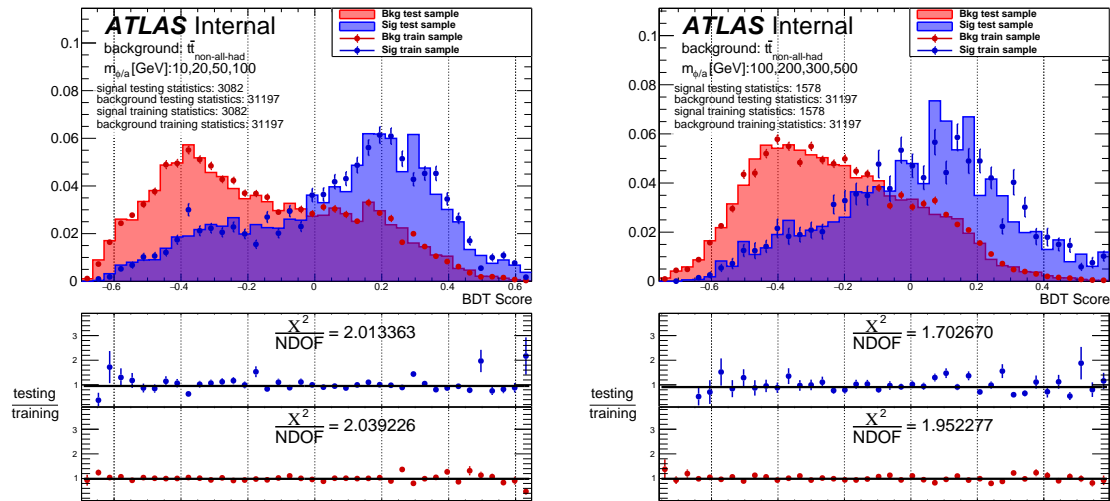 ATLAS Internal
background: tt̄ non-all-had
m_ϕ/a [GeV]:10,20,50,100
signal testing statistics: 3082
background testing statistics: 31197
signal training statistics: 3082
background training statistics: 31197
Bkg test sample
Sig test sample
Bkg train sample
Sig train sample
0.1
0.08
0.06
0.04
0.02
0
−0.6 −0.4 −0.2 0 0.2 0.4 0.6
BDT Score
testing
training
3
2
1
Χ²
NDOF = 2.013363
3
2
1
Χ²
NDOF = 2.039226
ATLAS Internal
background: tt̄ non-all-had
m_ϕ/a [GeV]:100,200,300,500
signal testing statistics: 1578
background testing statistics: 31197
signal training statistics: 1578
background training statistics: 31197
Bkg test sample
Sig test sample
Bkg train sample
Sig train sample
0.1
0.08
0.06
0.04
0.02
0
−0.6 −0.4 −0.2 0 0.2 0.4
BDT Score
testing
training
3
2
1
Χ²
NDOF = 1.702670
3
2
1
Χ²
NDOF = 1.952277